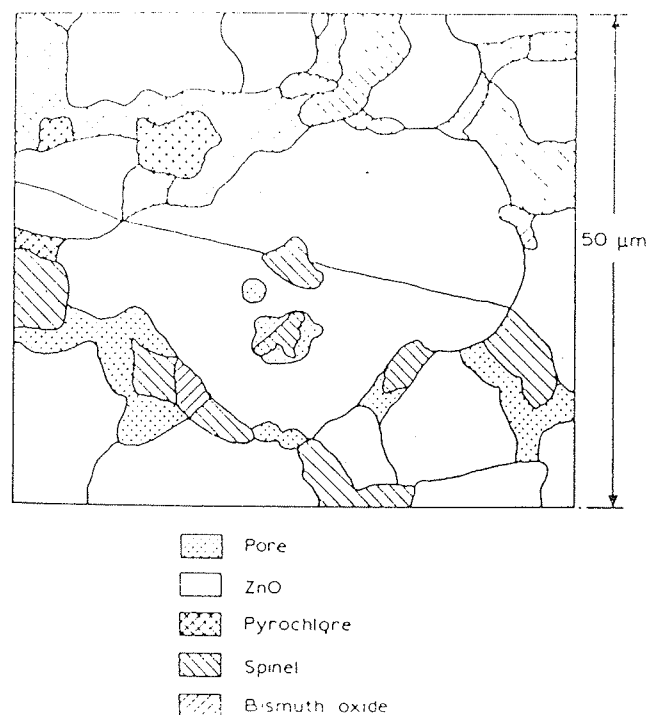 50 μm
Pore
ZnO
Pyrochlore
Spinel
Bismuth oxide